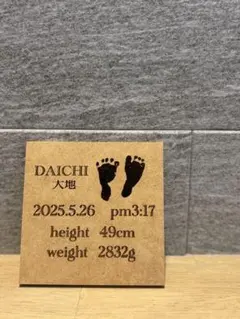 DAICHI
大地
2025.5.26 pm3:17
height 49cm
weight 2832g